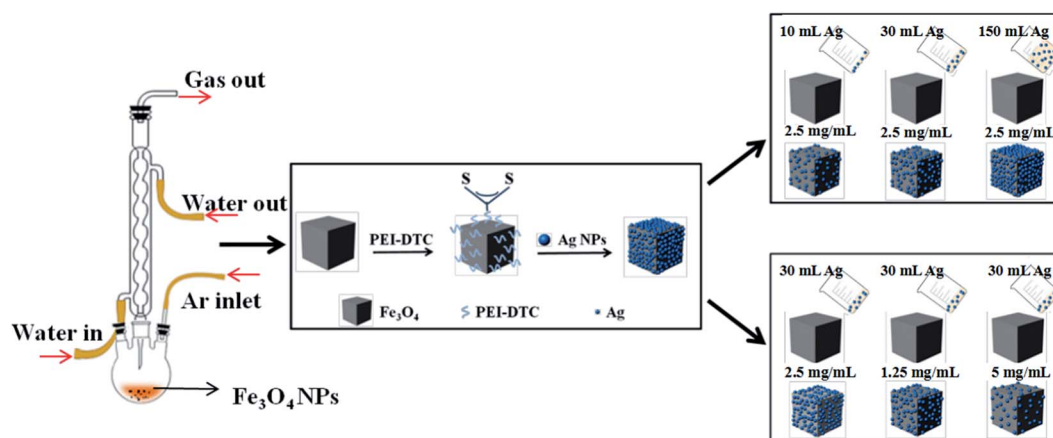 Gas out
Water out
Ar inlet
Water in
Fe3O4 NPs
S S
PEI-DTC
Ag NPs
Fe3O4
PEI-DTC
Ag
10 mL Ag 30 mL Ag 150 mL Ag
2.5 mg/mL 2.5 mg/mL 2.5 mg/mL
30 mL Ag 30 mL Ag 30 mL Ag
2.5 mg/mL 1.25 mg/mL 5 mg/mL